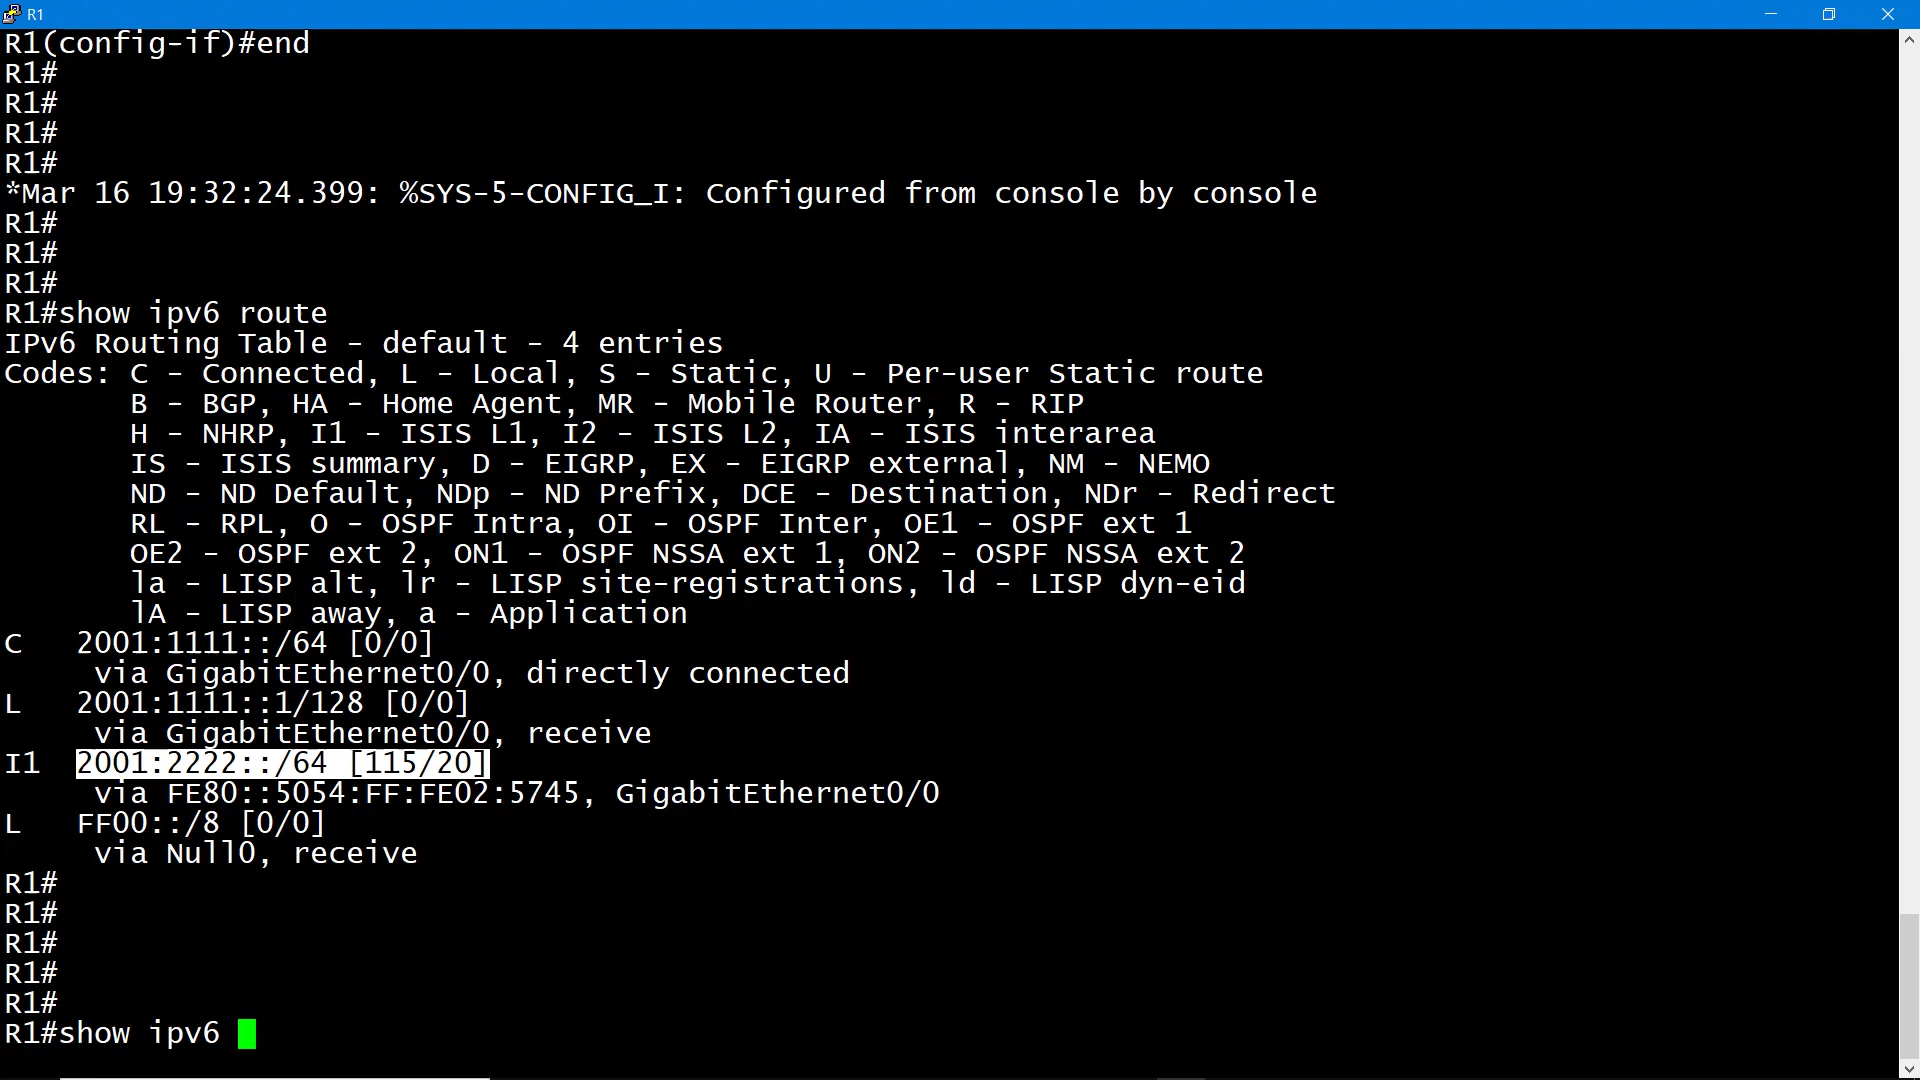 R1
R1(config-if)#end
R1#
R1#
R1#
R1#
*Mar 16 19:32:24.399: %SYS-5-CONFIG_I: Configured from console by console
R1#
R1#
R1#
R1#show ipv6 route
IPv6 Routing Table - default - 4 entries
Codes: C - Connected, L - Local, S - Static, U - Per-user Static route
       B - BGP, HA - Home Agent, MR - Mobile Router, R - RIP
       H - NHRP, I1 - ISIS L1, I2 - ISIS L2, IA - ISIS interarea
       IS - ISIS summary, D - EIGRP, EX - EIGRP external, NM - NEMO
       ND - ND Default, NDp - ND Prefix, DCE - Destination, NDr - Redirect
       RL - RPL, O - OSPF Intra, OI - OSPF Inter, OE1 - OSPF ext 1
       OE2 - OSPF ext 2, ON1 - OSPF NSSA ext 1, ON2 - OSPF NSSA ext 2
       la - LISP alt, lr - LISP site-registrations, ld - LISP dyn-eid
       lA - LISP away, a - Application
C   2001:1111::/64 [0/0]
     via GigabitEthernet0/0, directly connected
L   2001:1111::1/128 [0/0]
     via GigabitEthernet0/0, receive
I1  2001:2222::/64 [115/20]
     via FE80::5054:FF:FE02:5745, GigabitEthernet0/0
L   FF00::/8 [0/0]
     via Null0, receive
R1#
R1#
R1#
R1#
R1#
R1#show ipv6